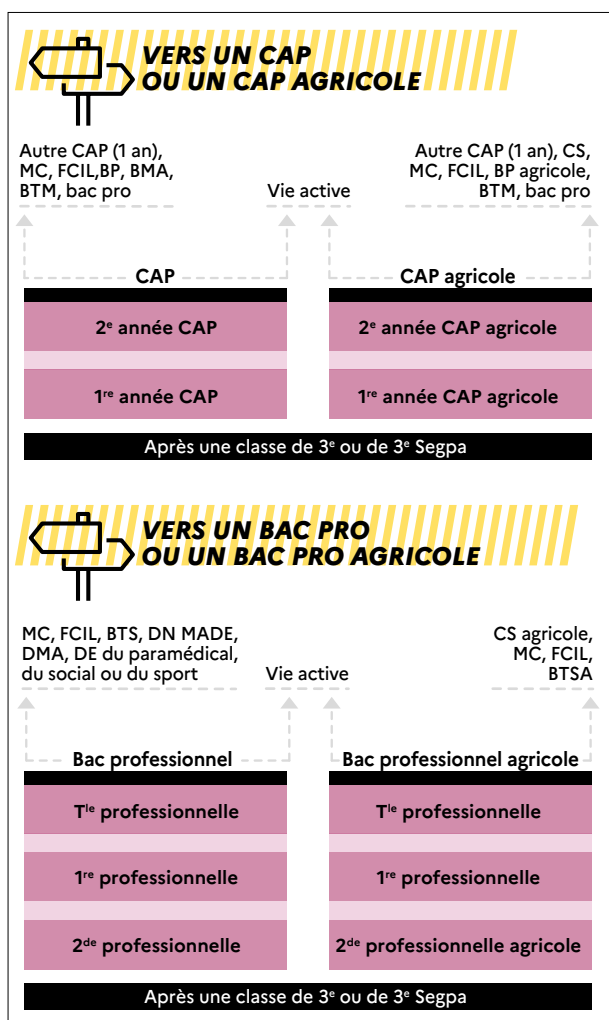 VERS UN CAP
OU UN CAP AGRICOLE
Autre CAP (1 an),
MC, FCIL,BP, BMA,
BTM, bac pro
Vie active
Autre CAP (1 an), CS,
MC, FCIL, BP agricole,
BTM, bac pro
CAP
CAP agricole
2e année CAP
2e année CAP agricole
1re année CAP
1re année CAP agricole
Après une classe de 3e ou de 3e Segpa
VERS UN BAC PRO
OU UN BAC PRO AGRICOLE
MC, FCIL, BTS, DN MADE,
DMA, DE du paramédical,
du social ou du sport
Vie active
CS agricole,
MC, FCIL,
BTSA
Bac professionnel
Bac professionnel agricole
Tle professionnelle
Tle professionnelle
1re professionnelle
1re professionnelle
2de professionnelle
2de professionnelle agricole
Après une classe de 3e ou de 3e Segpa